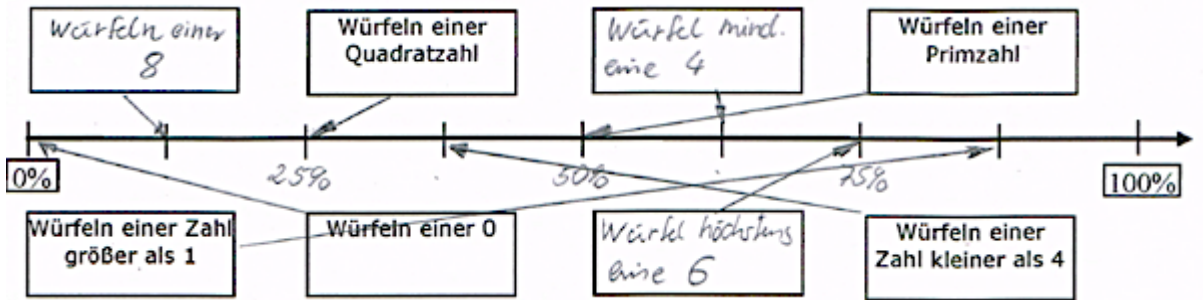 Würfeln einer
8
Würfeln einer
Quadratzahl
Würfel mind.
eine 4
Würfeln einer
Primzahl
0%
25%
50%
75%
100%
Würfeln einer Zahl
größer als 1
Würfeln einer 0
Würfel höchstens
eine 6
Würfeln einer
Zahl kleiner als 4